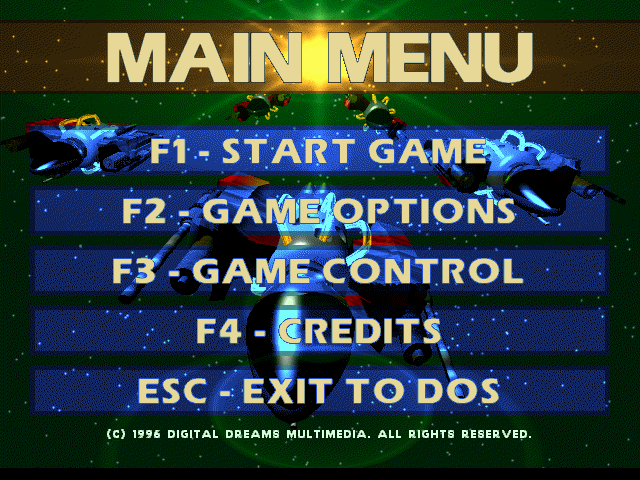 MAIN MENU
F1 - START GAME
F2 - GAME OPTIONS
F3 - GAME CONTROL
F4 - CREDITS
ESC - EXIT TO DOS
(C) 1996 DIGITAL DREAMS MULTIMEDIA. ALL RIGHTS RESERVED.